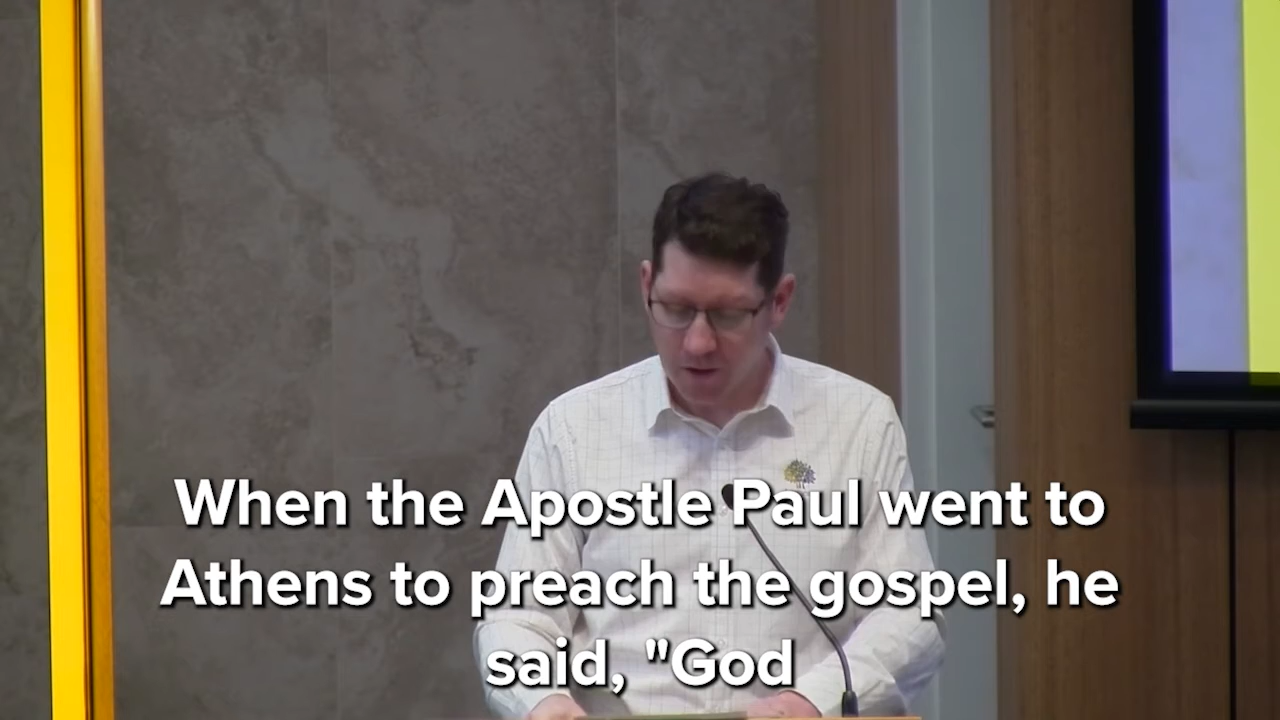 When the Apostle Paul went to
Athens to preach the gospel, he
said, "God